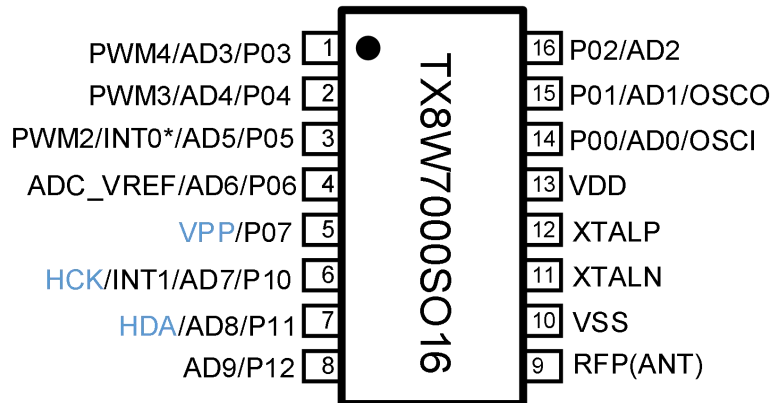 PWM4/AD3/P03 1
PWM3/AD4/P04 2
PWM2/INT0*/AD5/P05 3
ADC_VREF/AD6/P06 4
VPP/P07 5
HCK/INT1/AD7/P10 6
HDA/AD8/P11 7
AD9/P12 8
TX8W7000SO16
16 P02/AD2
15 P01/AD1/OSCO
14 P00/AD0/OSCI
13 VDD
12 XTALP
11 XTALN
10 VSS
9 RFP(ANT)